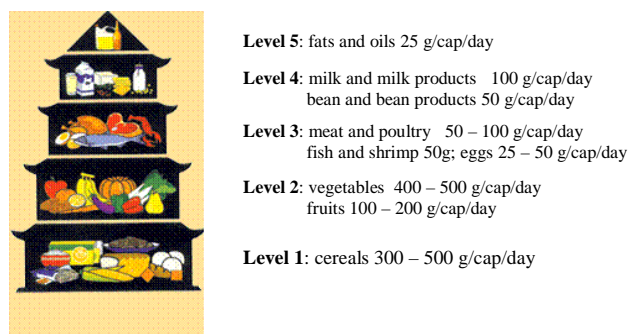 Level 5: fats and oils 25 g/cap/day
Level 4: milk and milk products 100 g/cap/day
bean and bean products 50 g/cap/day
Level 3: meat and poultry 50 – 100 g/cap/day
fish and shrimp 50g; eggs 25 – 50 g/cap/day
Level 2: vegetables 400 – 500 g/cap/day
fruits 100 – 200 g/cap/day
Level 1: cereals 300 – 500 g/cap/day